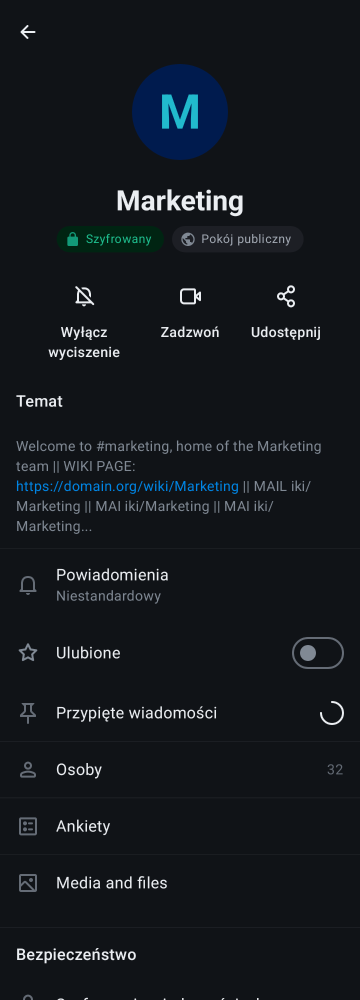 M
Marketing
Szyfrowany
Pokój publiczny
Wyłącz
wyciszenie
Zadzwoń
Udostępnij
Temat
Welcome to #marketing, home of the Marketing
team || WIKI PAGE:
https://domain.org/wiki/Marketing || MAIL iki/
Marketing || MAI iki/Marketing || MAI iki/
Marketing...
Powiadomienia
Niestandardowy
Ulubione
Przypięte wiadomości
Osoby 32
Ankiety
Media and files
Bezpieczeństwo